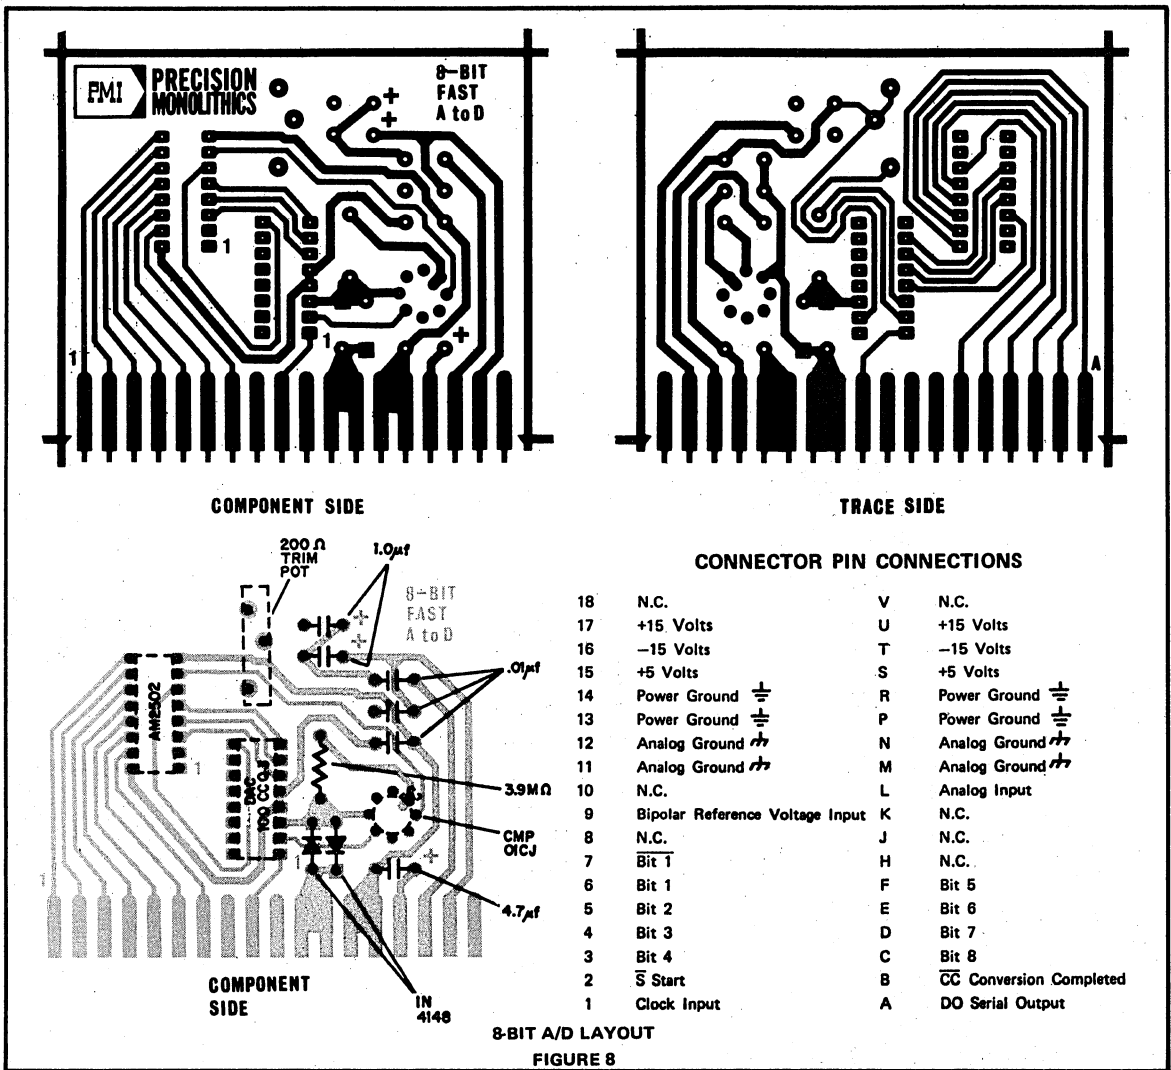 PMI
PRECISION
MONOLITHICS
8-BIT
FAST
A to D
+
+
1
1
+
1
A
COMPONENT SIDE
TRACE SIDE
200 Ω
TRIM
POT
1.0µf
8-BIT
FAST
A to D
+
+
.01µf
AM2502
1
DAC
100 CC Q3
3.9MΩ
CMP
01CJ
1
+
4.7µf
1
COMPONENT
SIDE
IN
4148
CONNECTOR PIN CONNECTIONS
18 N.C. V N.C.
17 +15 Volts U +15 Volts
16 −15 Volts T −15 Volts
15 +5 Volts S +5 Volts
14 Power Ground R Power Ground
13 Power Ground P Power Ground
12 Analog Ground N Analog Ground
11 Analog Ground M Analog Ground
10 N.C. L Analog Input
9 Bipolar Reference Voltage Input K N.C.
8 N.C. J N.C.
7 B̅i̅t̅ ̅1̅ H N.C.
6 Bit 1 F Bit 5
5 Bit 2 E Bit 6
4 Bit 3 D Bit 7
3 Bit 4 C Bit 8
2 S̅ Start B C̅C̅ Conversion Completed
1 Clock Input A DO Serial Output
8-BIT A/D LAYOUT
FIGURE 8